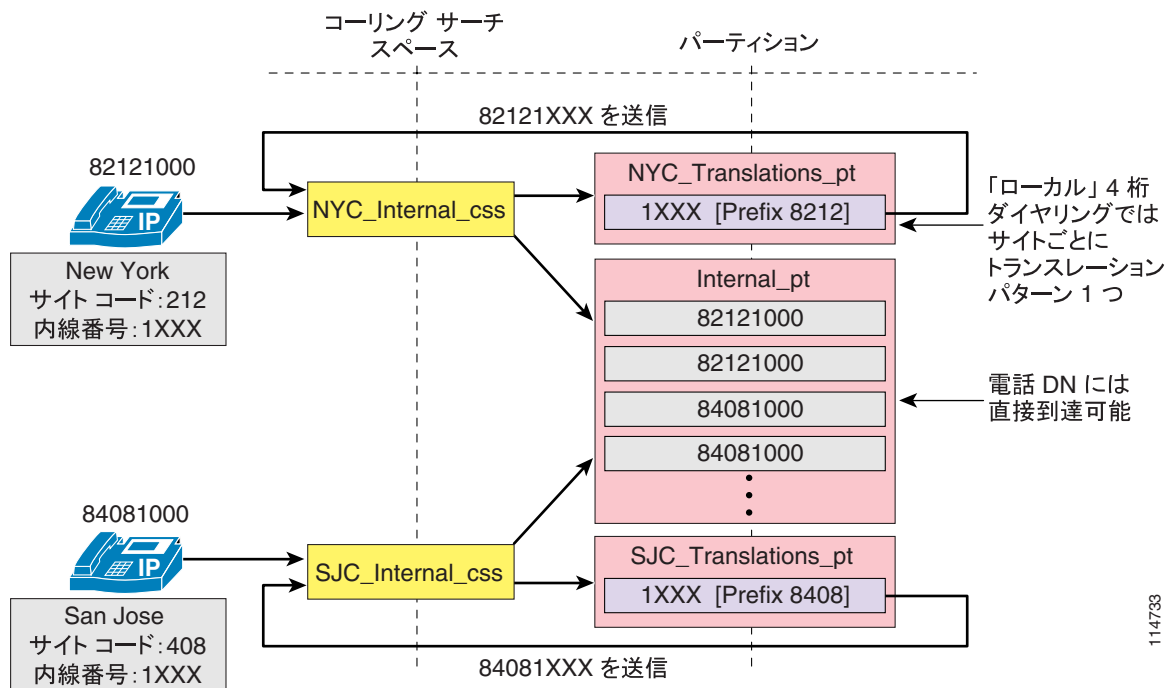 コーリング サーチ
スペース
パーティション
82121XXX を送信
82121000
IP
New York
サイト コード:212
内線番号:1XXX
NYC_Internal_css
NYC_Translations_pt
1XXX [Prefix 8212]
「ローカル」4 桁
ダイヤリングでは
サイトごとに
トランスレーション
パターン 1 つ
Internal_pt
82121000
82121000
84081000
84081000
電話 DN には
直接到達可能
84081000
IP
San Jose
サイト コード:408
内線番号:1XXX
SJC_Internal_css
SJC_Translations_pt
1XXX [Prefix 8408]
84081XXX を送信
114733